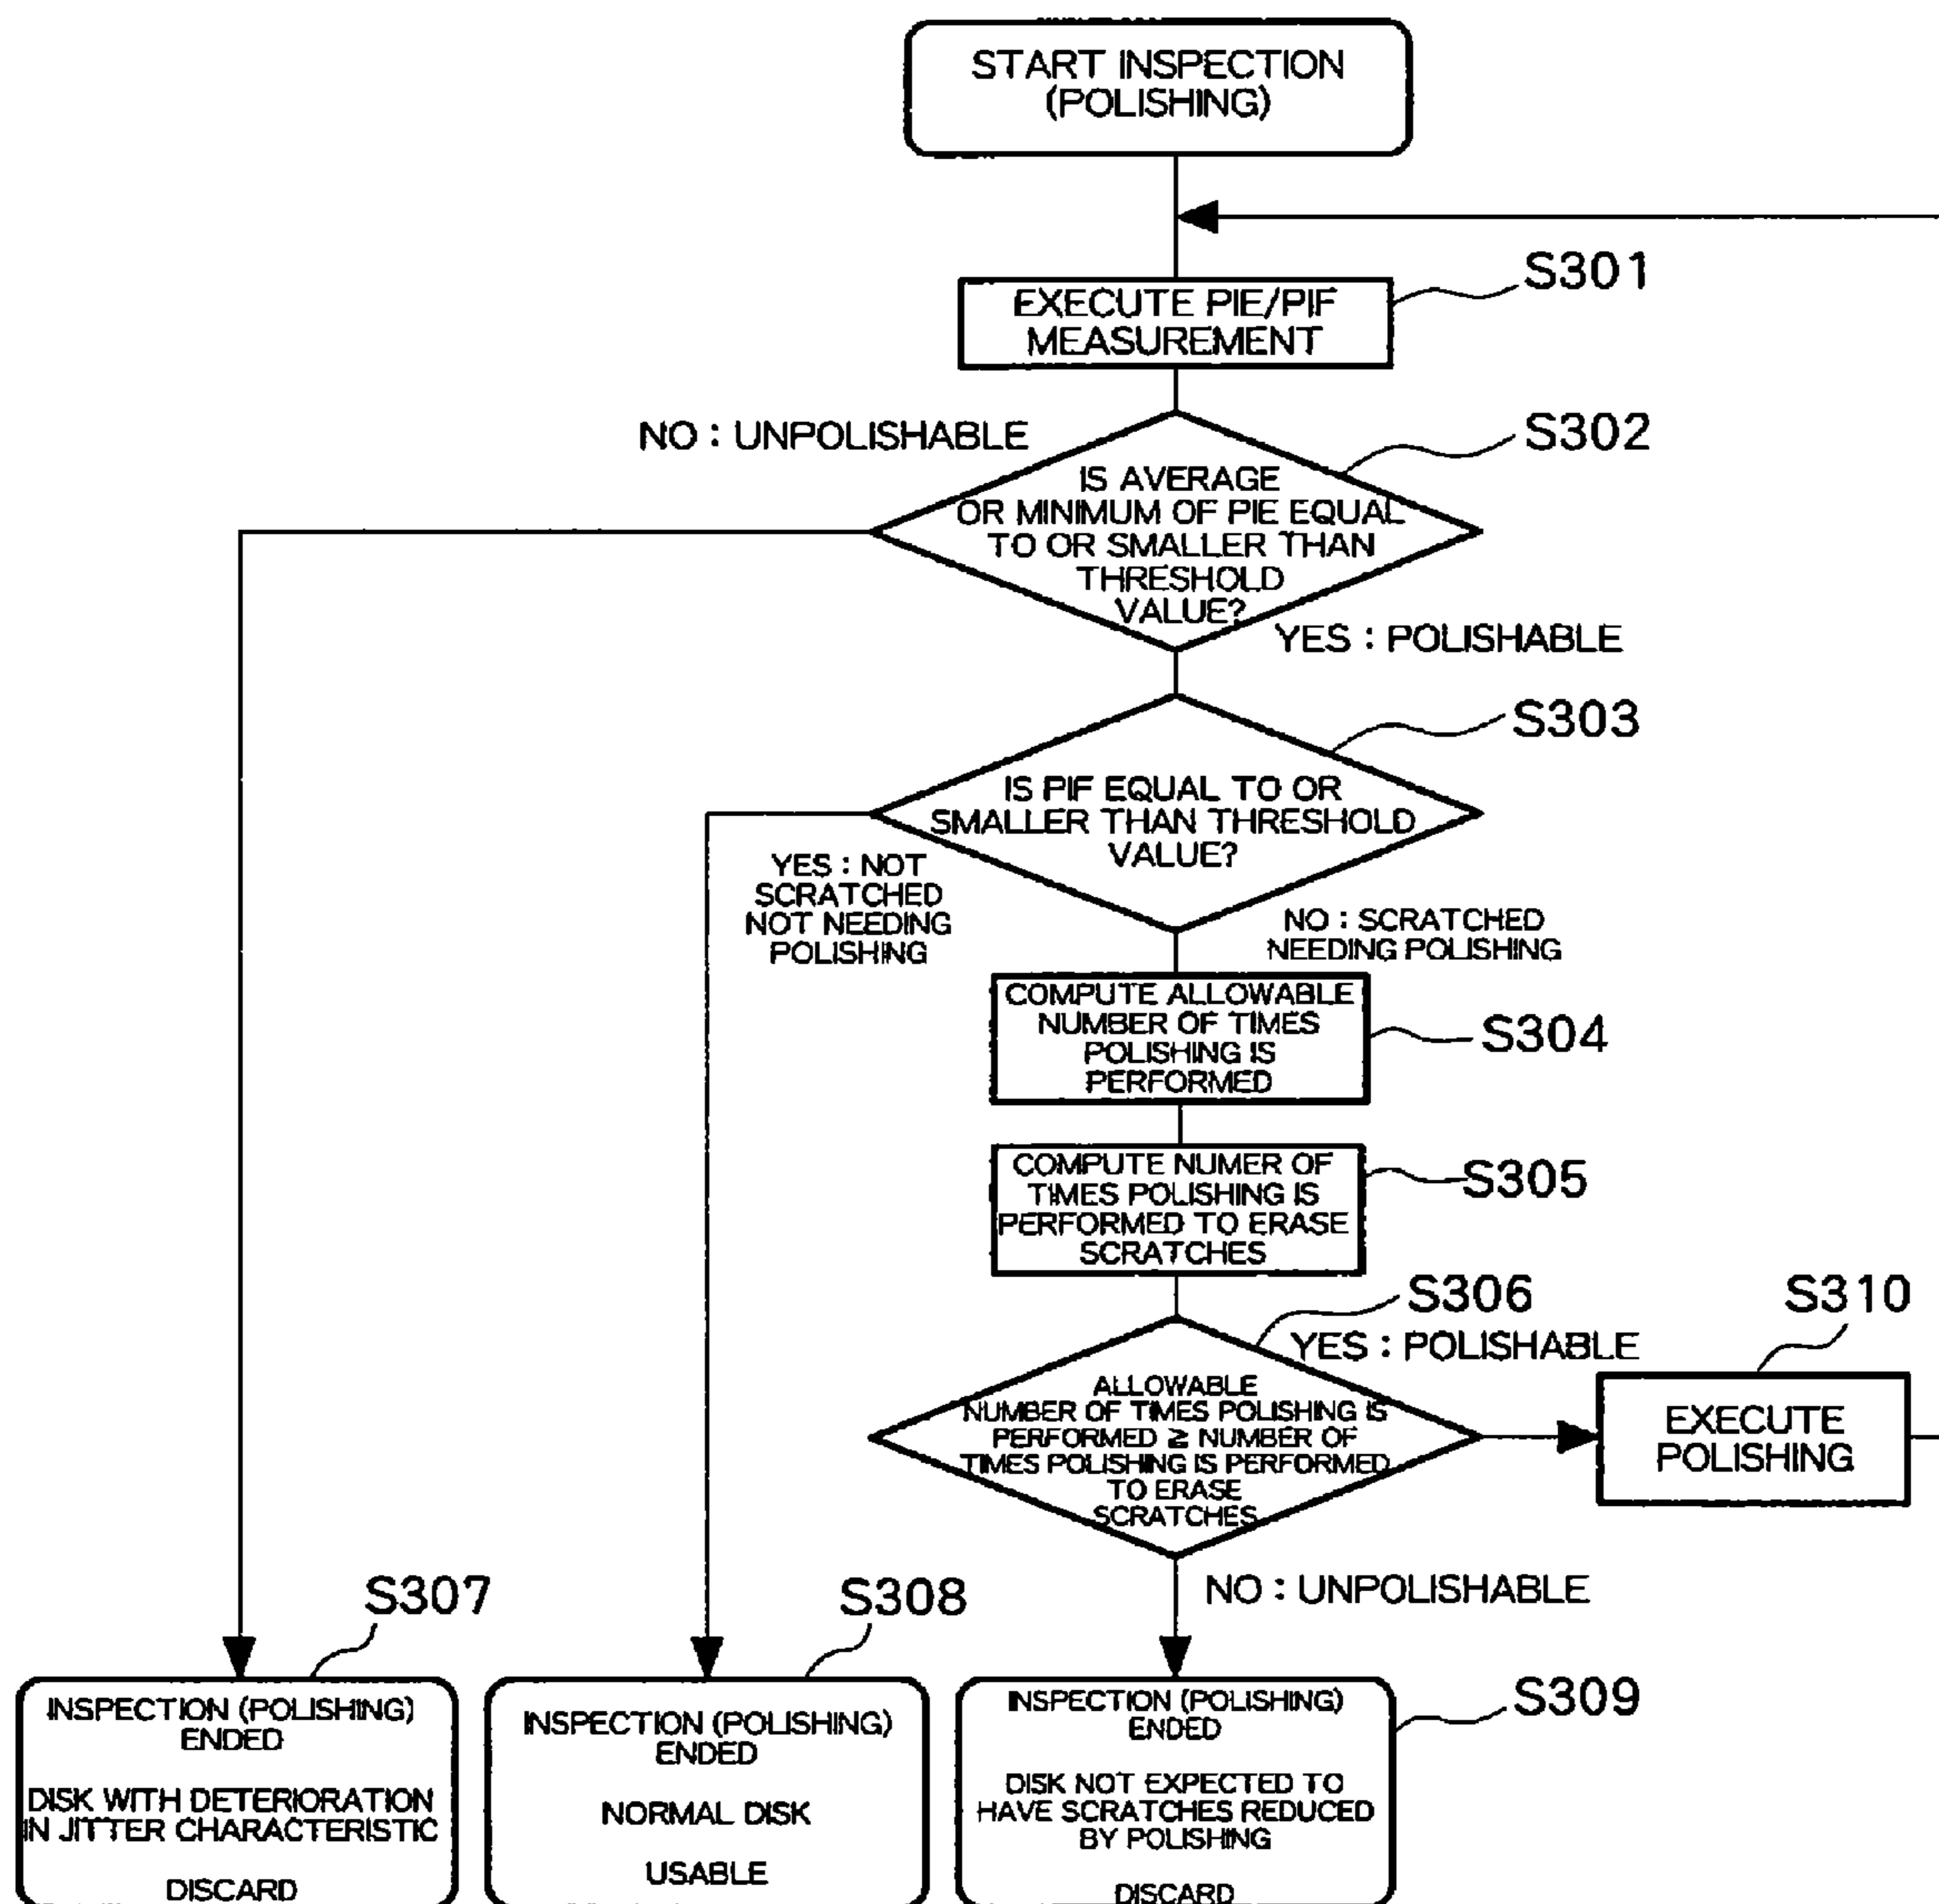 START INSPECTION
(POLISHING)
S301
EXECUTE PIE/PIF
MEASUREMENT
NO : UNPOLISHABLE
S302
IS AVERAGE
OR MINIMUM OF PIE EQUAL
TO OR SMALLER THAN
THRESHOLD
VALUE?
YES : POLISHABLE
S303
IS PIF EQUAL TO OR
SMALLER THAN THRESHOLD
VALUE?
YES : NOT
SCRATCHED
NOT NEEDING
POLISHING
NO : SCRATCHED
NEEDING POLISHING
COMPUTE ALLOWABLE
NUMBER OF TIMES
POLISHING IS
PERFORMED
S304
COMPUTE NUMER OF
TIMES POLISHING IS
PERFORMED TO ERASE
SCRATCHES
S305
S306
YES : POLISHABLE
S310
ALLOWABLE
NUMBER OF TIMES POLISHING IS
PERFORMED ≥ NUMBER OF
TIMES POLISHING IS PERFORMED
TO ERASE
SCRATCHES
EXECUTE
POLISHING
NO : UNPOLISHABLE
S307
INSPECTION (POLISHING)
ENDED
DISK WITH DETERIORATION
IN JITTER CHARACTERISTIC
DISCARD
S308
INSPECTION (POLISHING)
ENDED
NORMAL DISK
USABLE
S309
INSPECTION (POLISHING)
ENDED
DISK NOT EXPECTED TO
HAVE SCRATCHES REDUCED
BY POLISHING
DISCARD